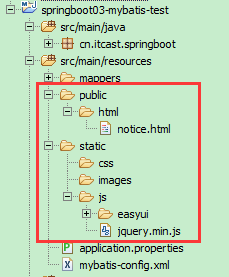 springboot03-mybatis-test
src/main/java
cn.itcast.springboot
src/main/resources
mappers
public
html
notice.html
static
css
images
js
easyui
jquery.min.js
application.properties
mybatis-config.xml